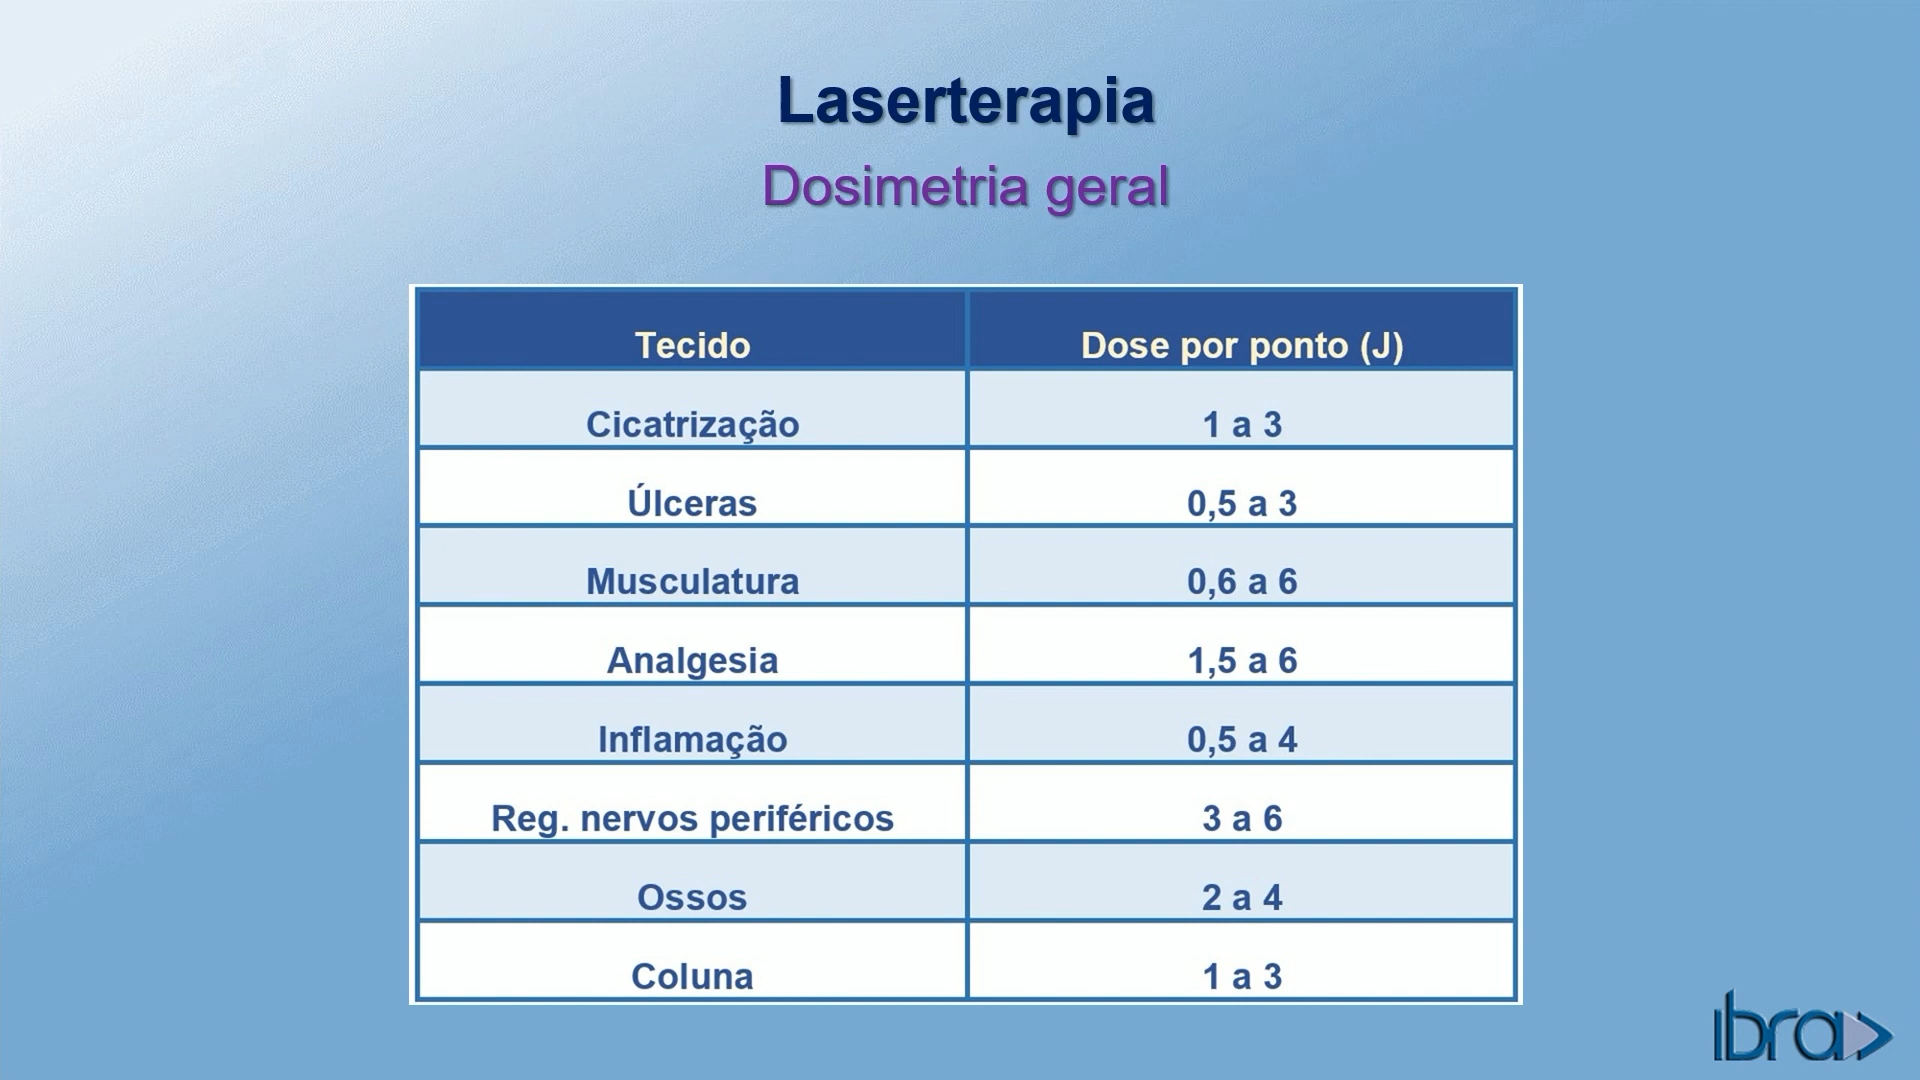 Laserterapia
Dosimetria geral
Tecido Dose por ponto (J)
Cicatrização 1 a 3
Úlceras 0,5 a 3
Musculatura 0,6 a 6
Analgesia 1,5 a 6
Inflamação 0,5 a 4
Reg. nervos periféricos 3 a 6
Ossos 2 a 4
Coluna 1 a 3
ibra